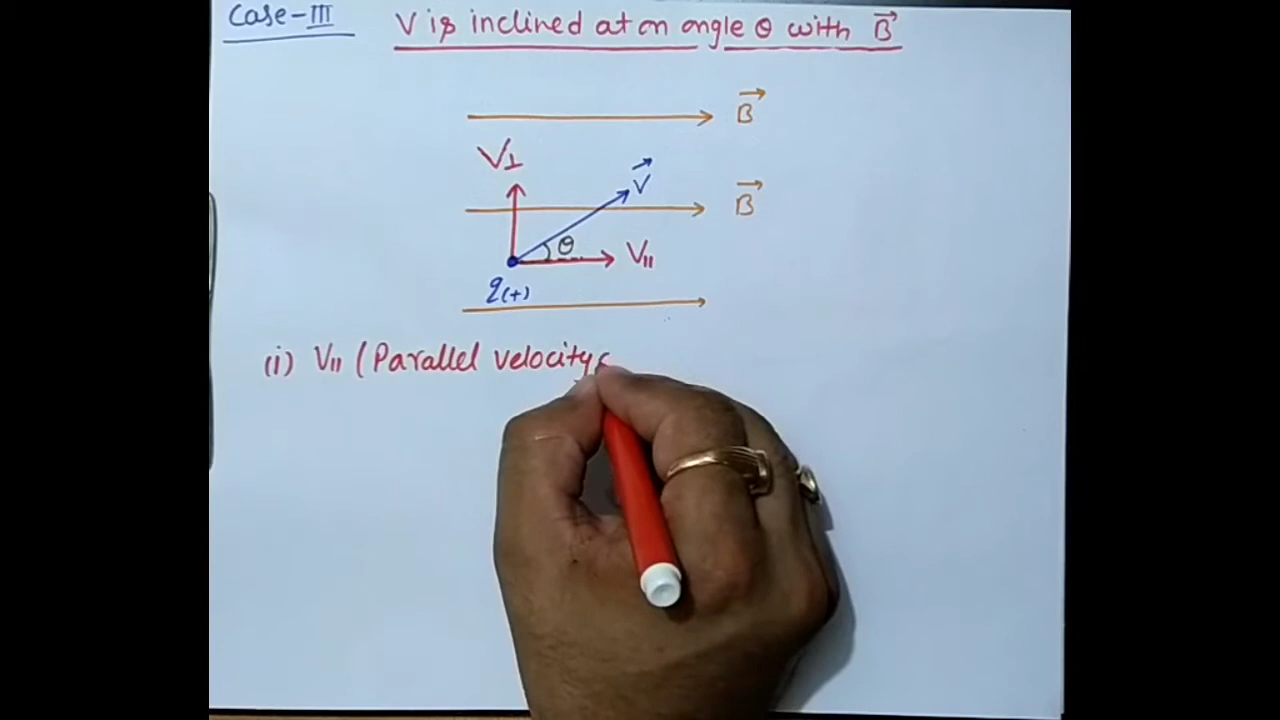 Case-III
V is inclined at an angle θ with B⃗
B⃗
V⊥
V⃗
B⃗
θ
V||
q(+)
(i) V|| (Parallel velocity